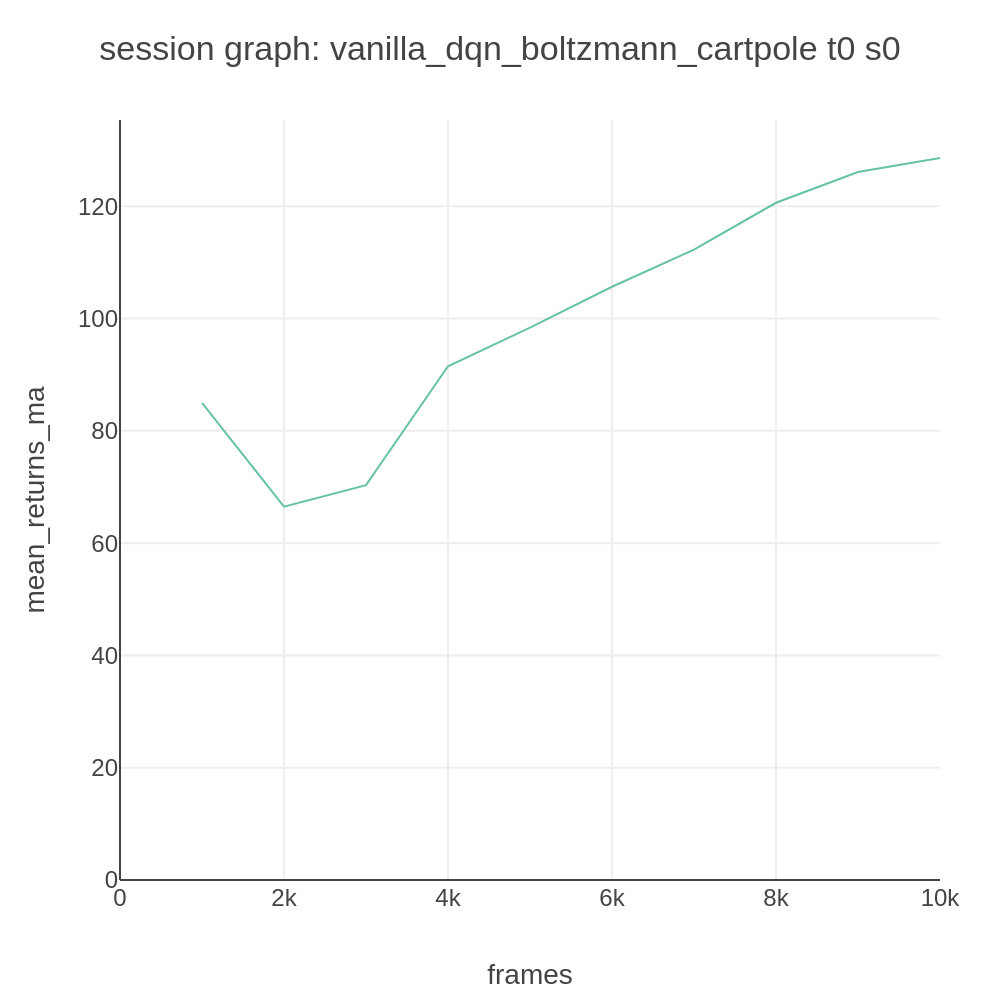 session graph: vanilla_dqn_boltzmann_cartpole t0 s0
mean_returns_ma
120
100
80
60
40
20
0
0 2k 4k 6k 8k 10k
frames